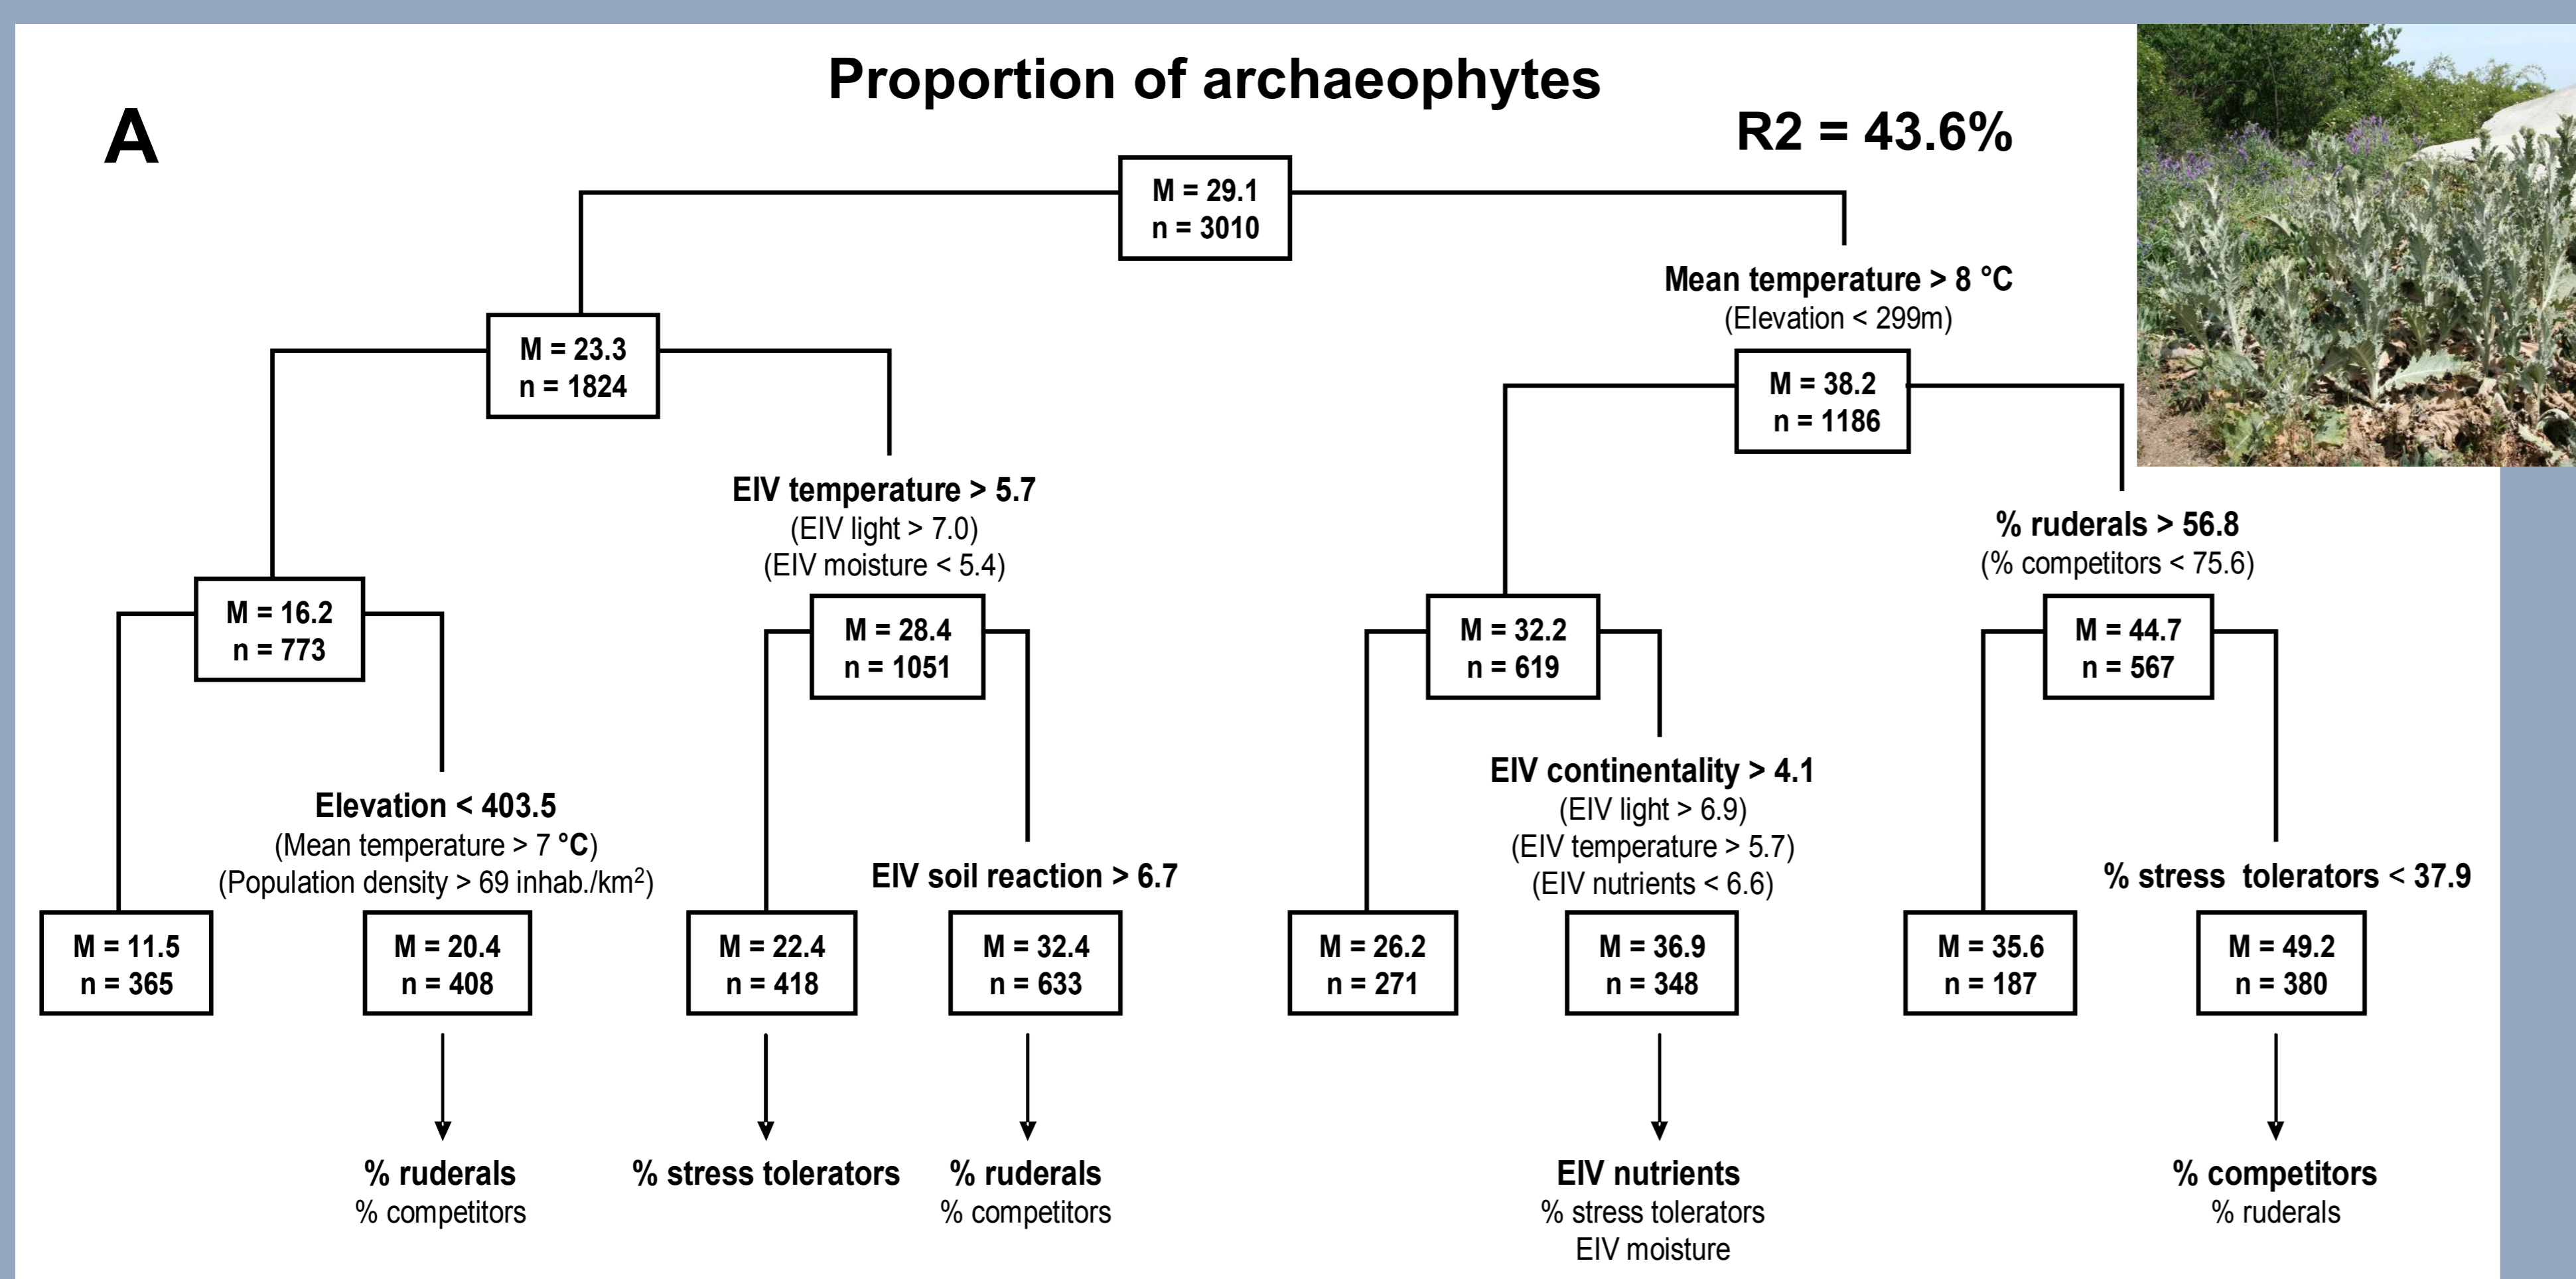 Proportion of archaeophytes
A
R2 = 43.6%
M = 29.1
n = 3010
Mean temperature > 8 °C
(Elevation < 299m)
M = 23.3
n = 1824
M = 38.2
n = 1186
EIV temperature > 5.7
(EIV light > 7.0)
(EIV moisture < 5.4)
% ruderals > 56.8
(% competitors < 75.6)
M = 16.2
n = 773
M = 28.4
n = 1051
M = 32.2
n = 619
M = 44.7
n = 567
Elevation < 403.5
(Mean temperature > 7 °C)
(Population density > 69 inhab./km²)
EIV soil reaction > 6.7
EIV continentality > 4.1
(EIV light > 6.9)
(EIV temperature > 5.7)
(EIV nutrients < 6.6)
% stress tolerators < 37.9
M = 11.5
n = 365
M = 20.4
n = 408
M = 22.4
n = 418
M = 32.4
n = 633
M = 26.2
n = 271
M = 36.9
n = 348
M = 35.6
n = 187
M = 49.2
n = 380
% ruderals
% competitors
% stress tolerators
% ruderals
% competitors
EIV nutrients
% stress tolerators
EIV moisture
% competitors
% ruderals